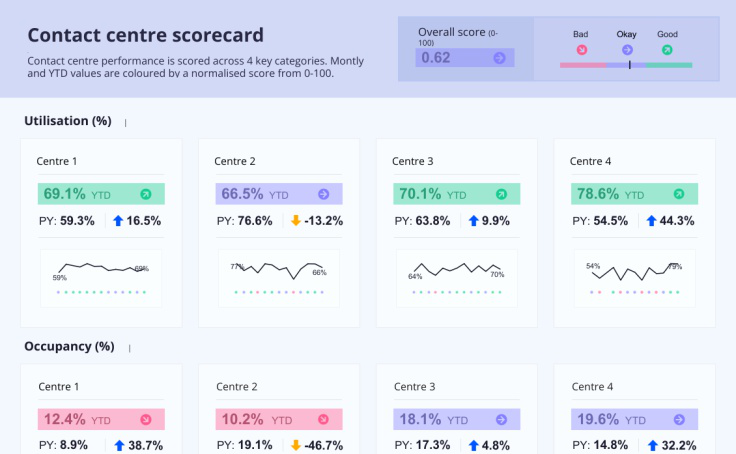 Contact centre scorecard
Contact centre performance is scored across 4 key categories. Montly
and YTD values are coloured by a normalised score from 0-100.
Overall score (0-
100)
0.62
Bad Okay Good
Utilisation (%)
Centre 1 Centre 2 Centre 3 Centre 4
69.1% YTD 66.5% YTD 70.1% YTD 78.6% YTD
PY: 59.3% 16.5% PY: 76.6% -13.2% PY: 63.8% 9.9% PY: 54.5% 44.3%
59% 69% 77% 66% 64% 70% 54% 79%
Occupancy (%)
Centre 1 Centre 2 Centre 3 Centre 4
12.4% YTD 10.2% YTD 18.1% YTD 19.6% YTD
PY: 8.9% 38.7% PY: 19.1% -46.7% PY: 17.3% 4.8% PY: 14.8% 32.2%